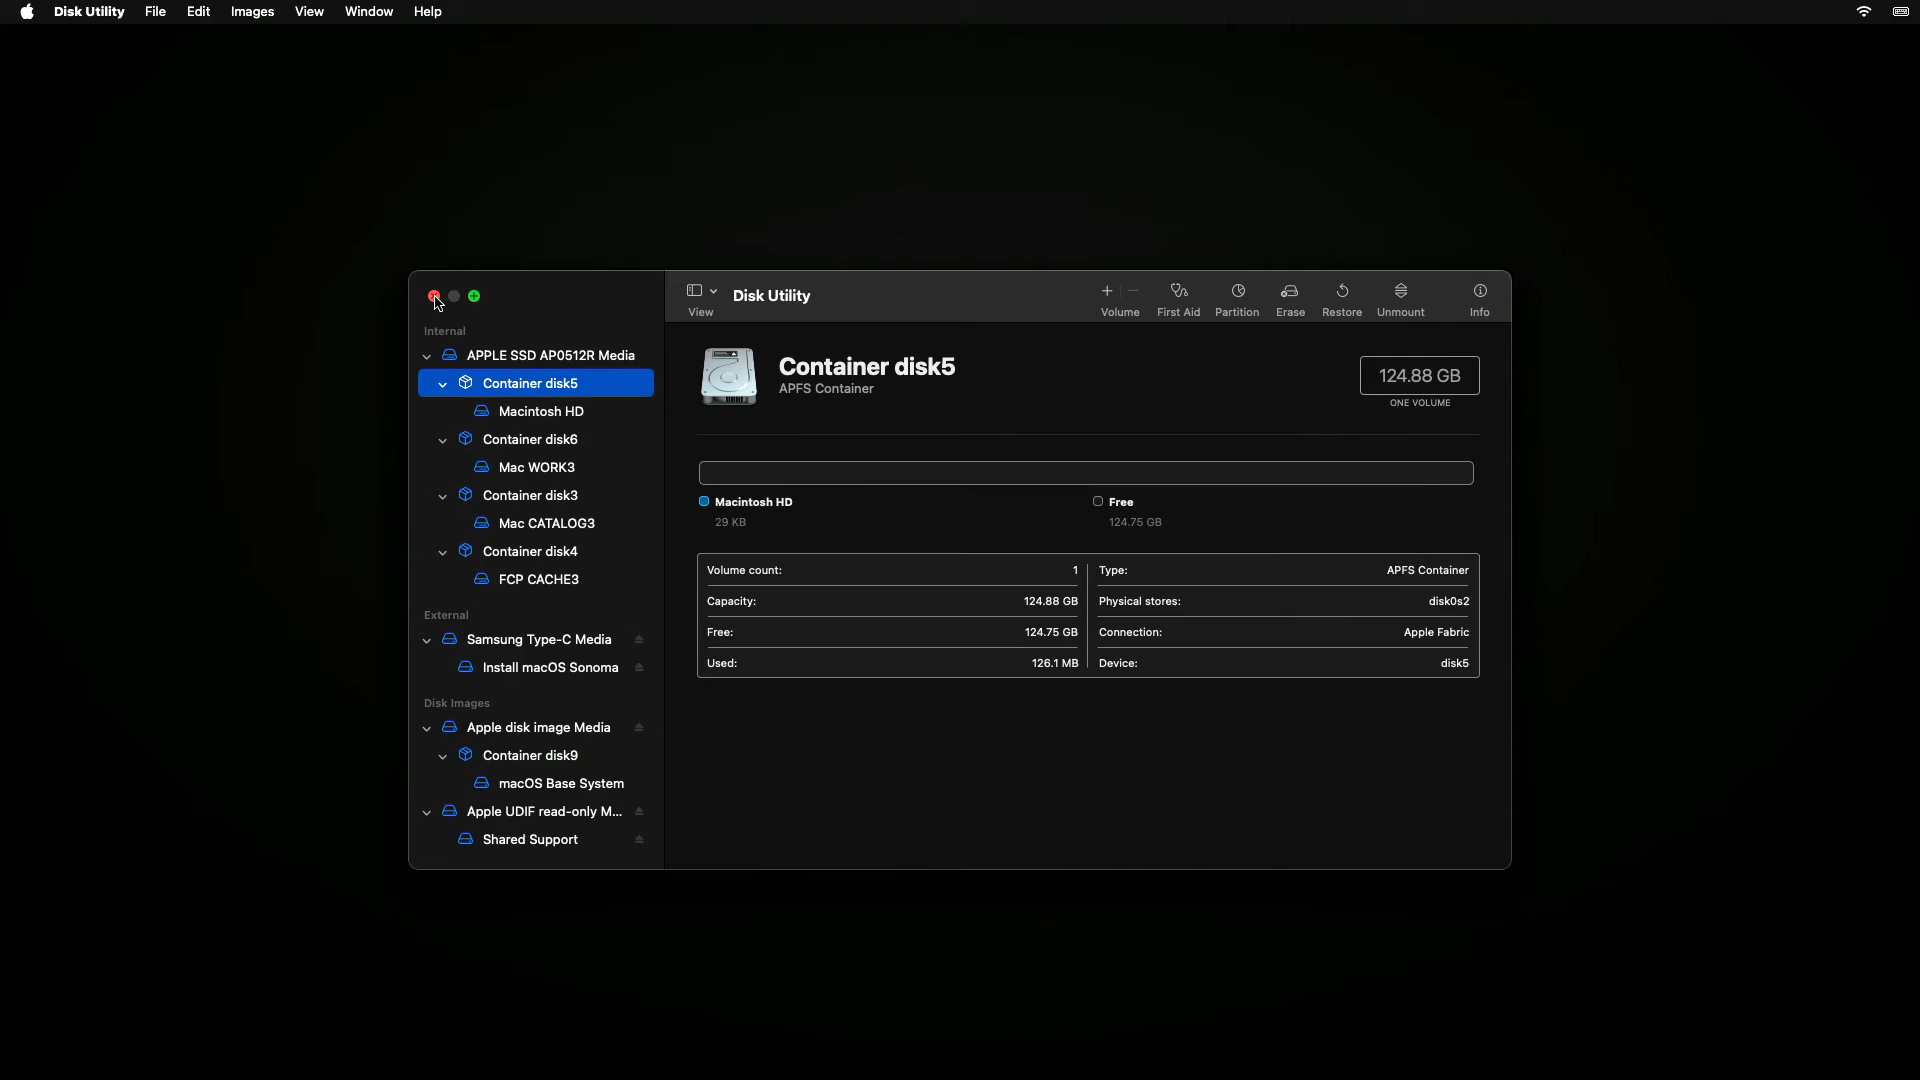 Disk Utility File Edit Images View Window Help
Disk Utility
View
Volume First Aid Partition Erase Restore Unmount Info
Internal
APPLE SSD AP0512R Media
Container disk5
Macintosh HD
Container disk6
Mac WORK3
Container disk3
Mac CATALOG3
Container disk4
FCP CACHE3
External
Samsung Type-C Media
Install macOS Sonoma
Disk Images
Apple disk image Media
Container disk9
macOS Base System
Apple UDIF read-only M...
Shared Support
Container disk5
APFS Container
124.88 GB
ONE VOLUME
Macintosh HD
29 KB
Free
124.75 GB
Volume count: 1
Capacity: 124.88 GB
Free: 124.75 GB
Used: 126.1 MB
Type: APFS Container
Physical stores: disk0s2
Connection: Apple Fabric
Device: disk5